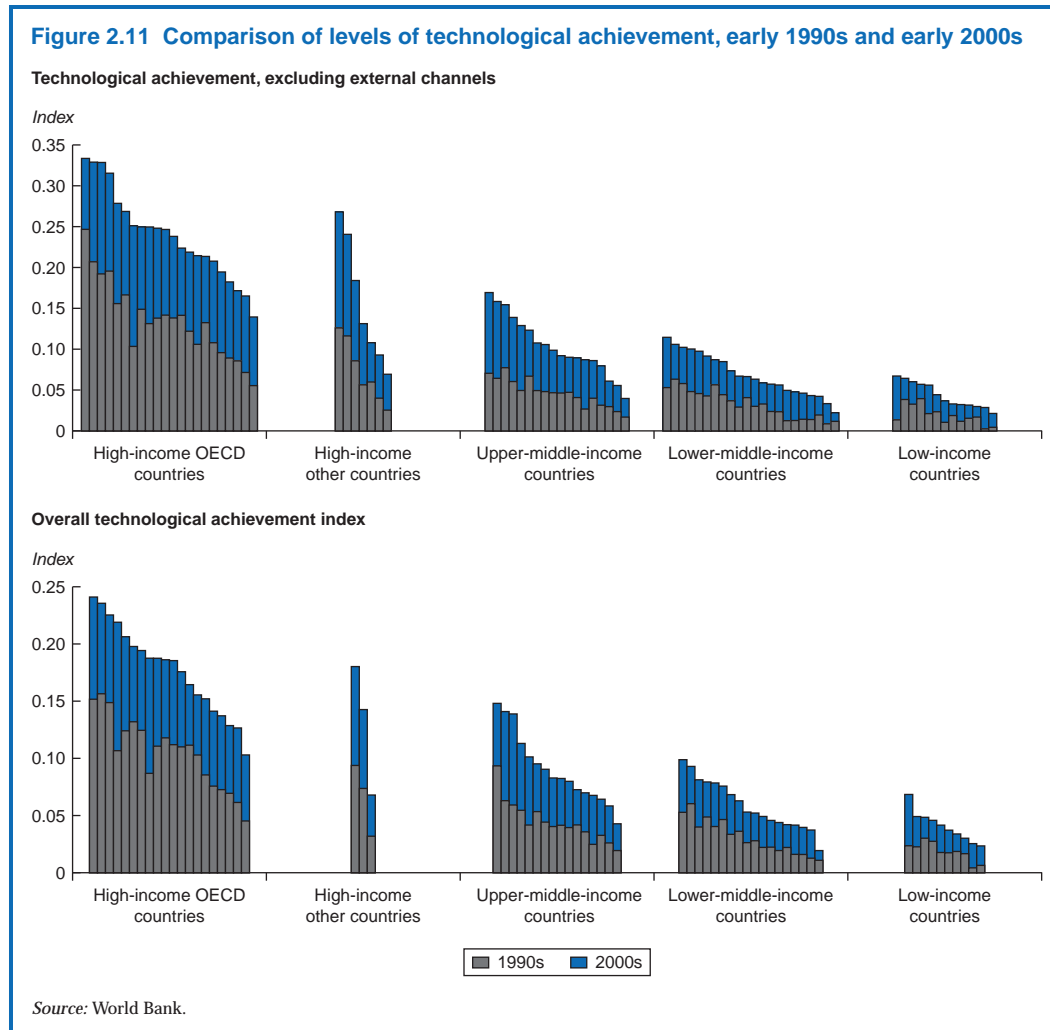 Figure 2.11 Comparison of levels of technological achievement, early 1990s and early 2000s
Technological achievement, excluding external channels
Index
0.35
0.30
0.25
0.20
0.15
0.10
0.05
0
High-income OECD countries
High-income other countries
Upper-middle-income countries
Lower-middle-income countries
Low-income countries
Overall technological achievement index
Index
0.25
0.20
0.15
0.10
0.05
0
High-income OECD countries
High-income other countries
Upper-middle-income countries
Lower-middle-income countries
Low-income countries
1990s 2000s
Source: World Bank.